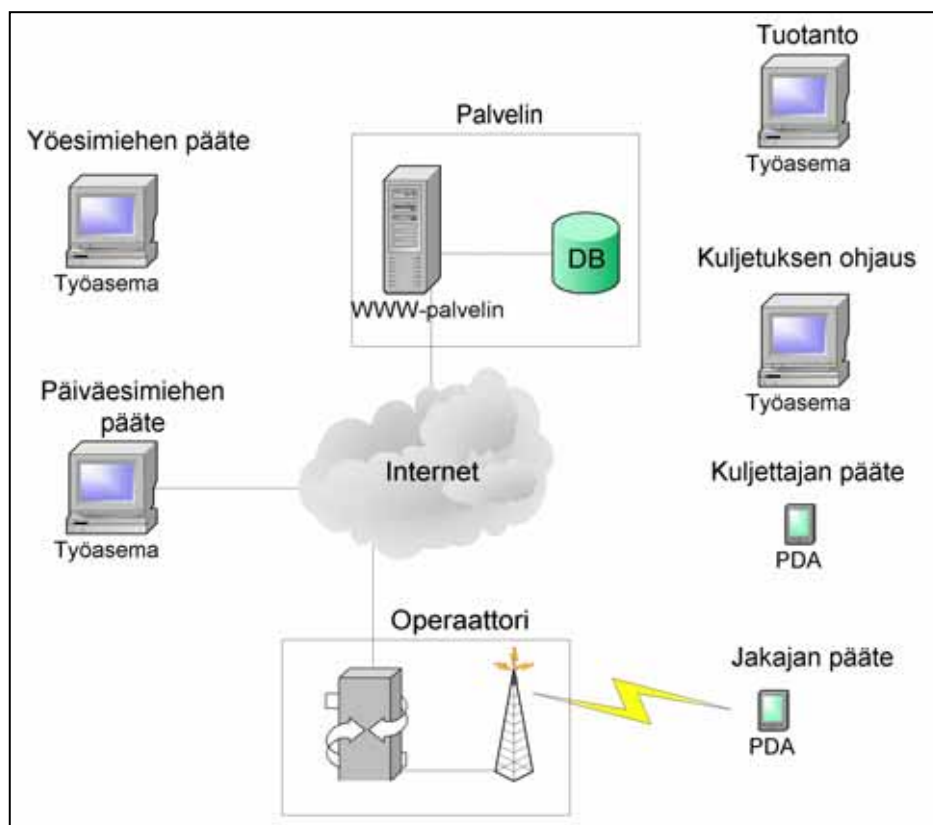 Tuotanto
Työasema
Palvelin
DB
WWW-palvelin
Yöesimiehen pääte
Työasema
Kuljetuksen ohjaus
Työasema
Päiväesimiehen
pääte
Työasema
Internet
Kuljettajan pääte
PDA
Operaattori
Jakajan pääte
PDA